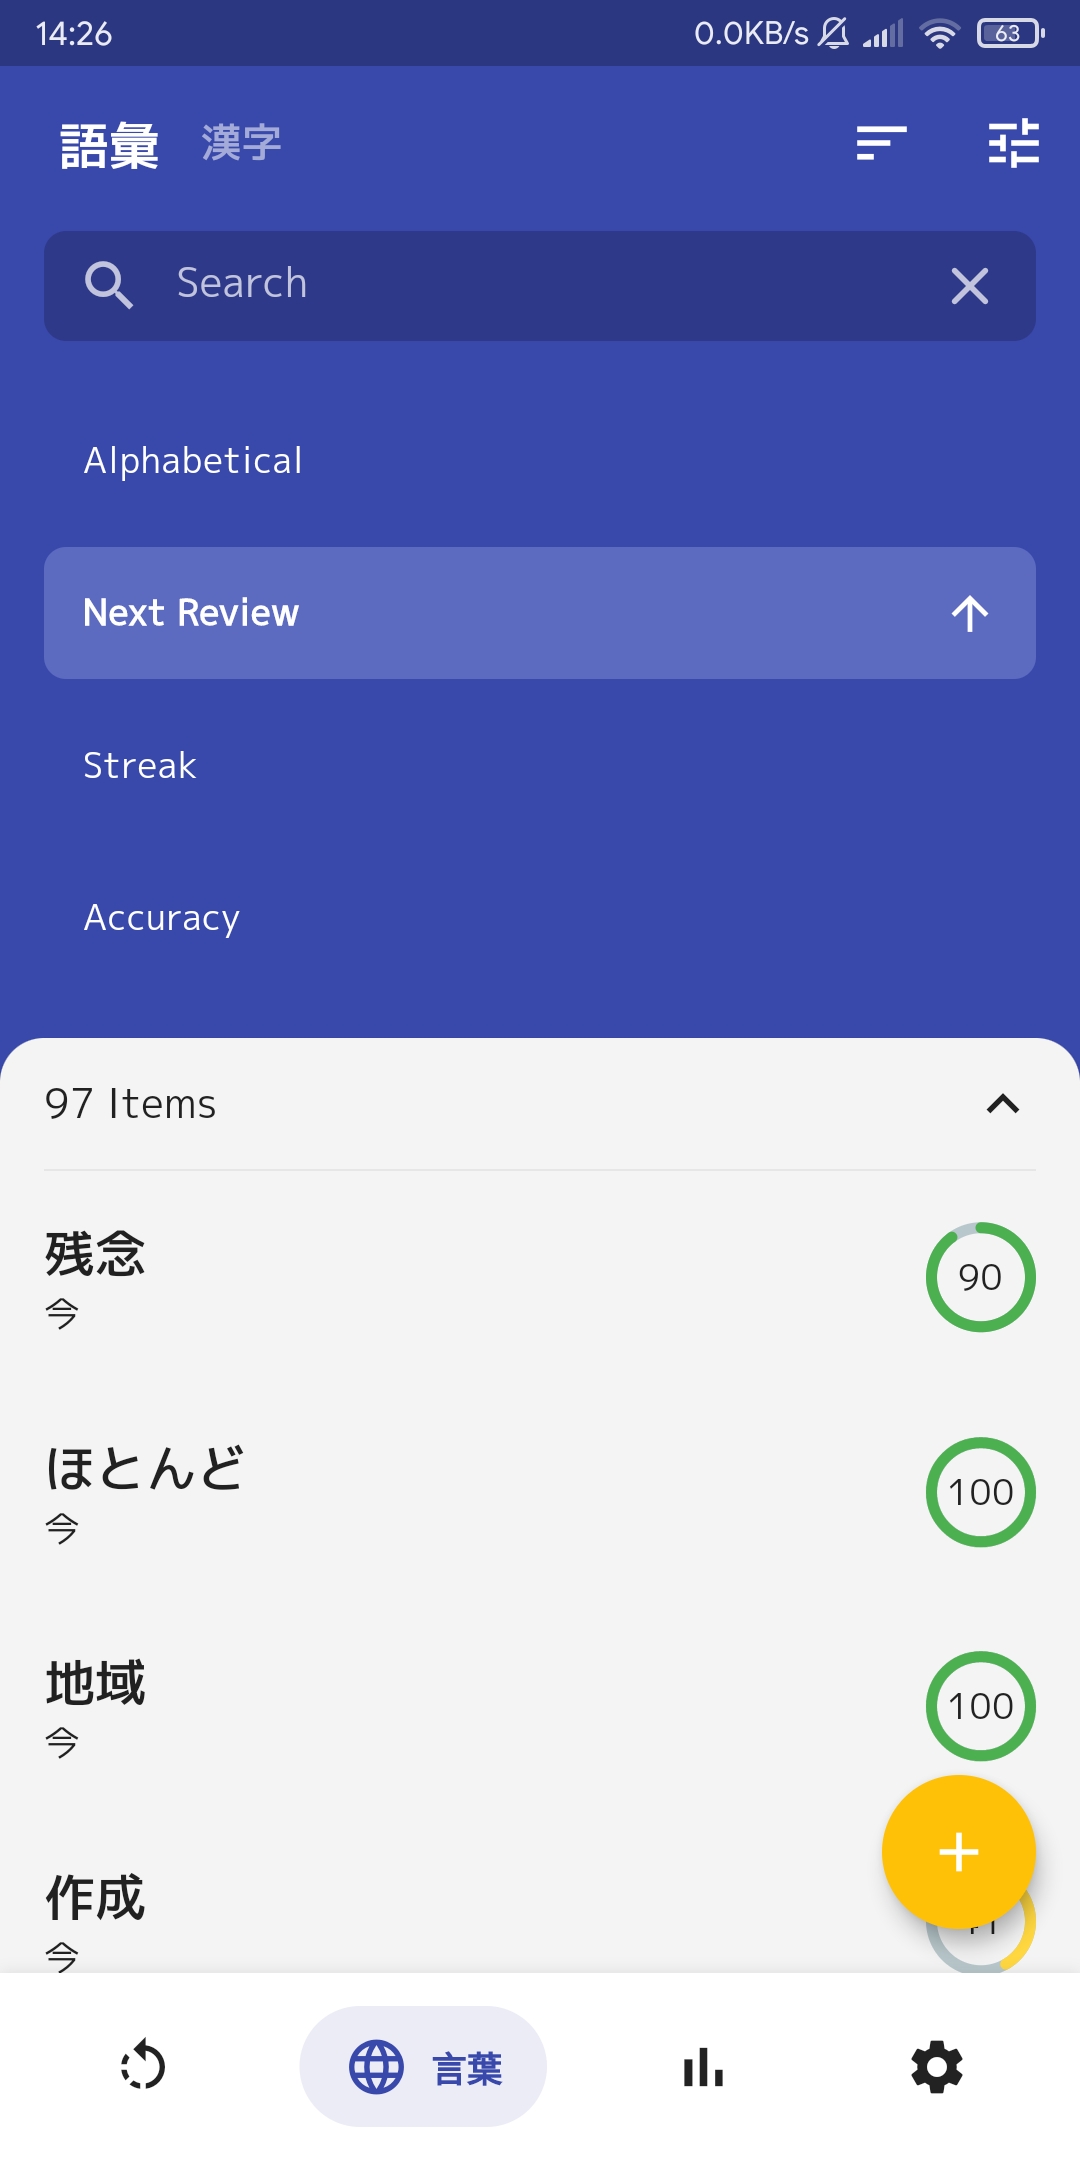 14:26 0.0KB/s 63
語彙 漢字
Search
Alphabetical
Next Review
Streak
Accuracy
97 Items
残念
今
90
ほとんど
今
100
地域
今
100
作成
今
言葉